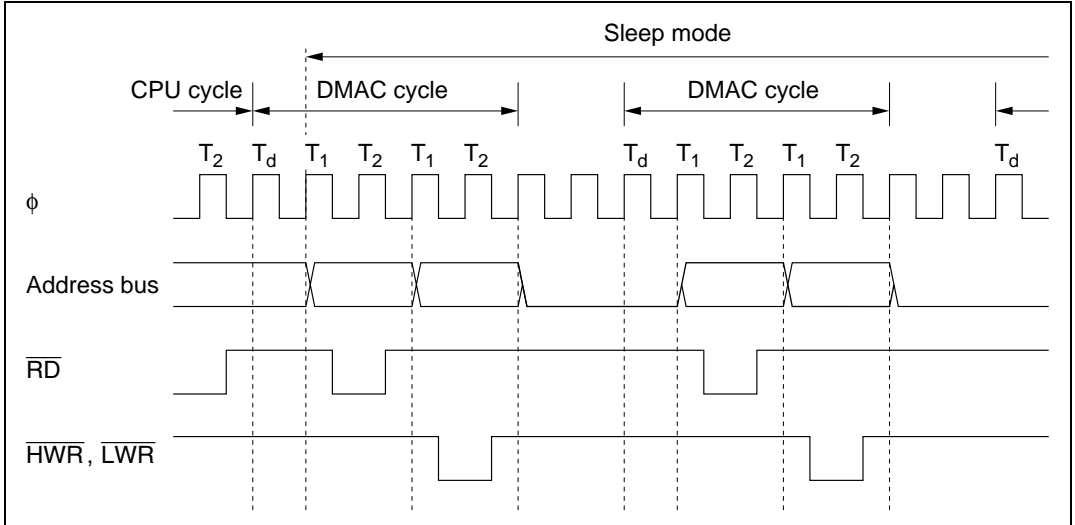 Sleep mode
CPU cycle DMAC cycle DMAC cycle
T2 Td T1 T2 T1 T2 Td T1 T2 T1 T2 Td
ϕ
Address bus
RD
HWR, LWR